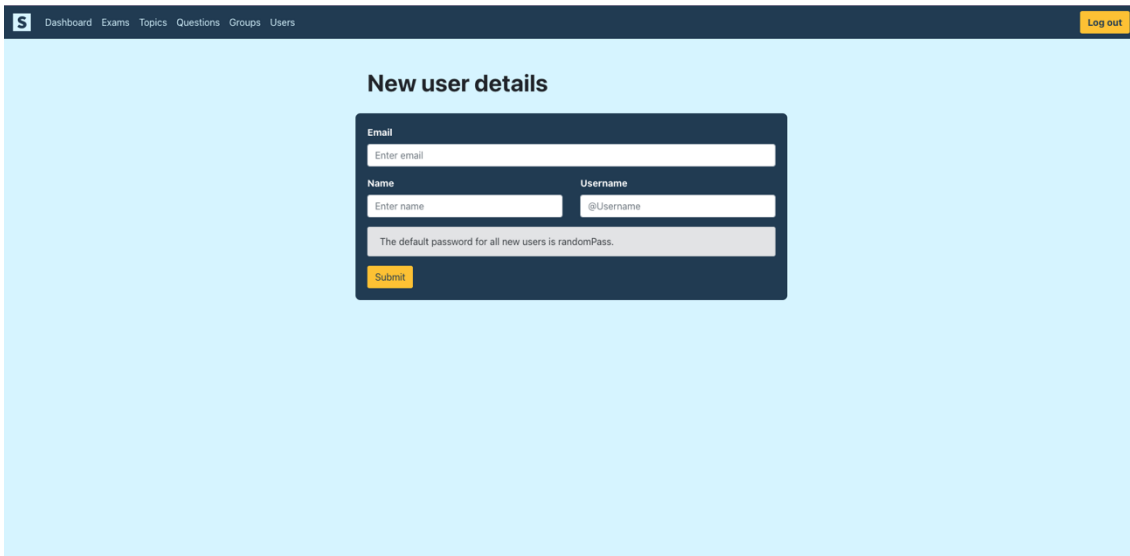 S Dashboard Exams Topics Questions Groups Users Log out
New user details
Email
Enter email
Name Username
Enter name @Username
The default password for all new users is randomPass.
Submit